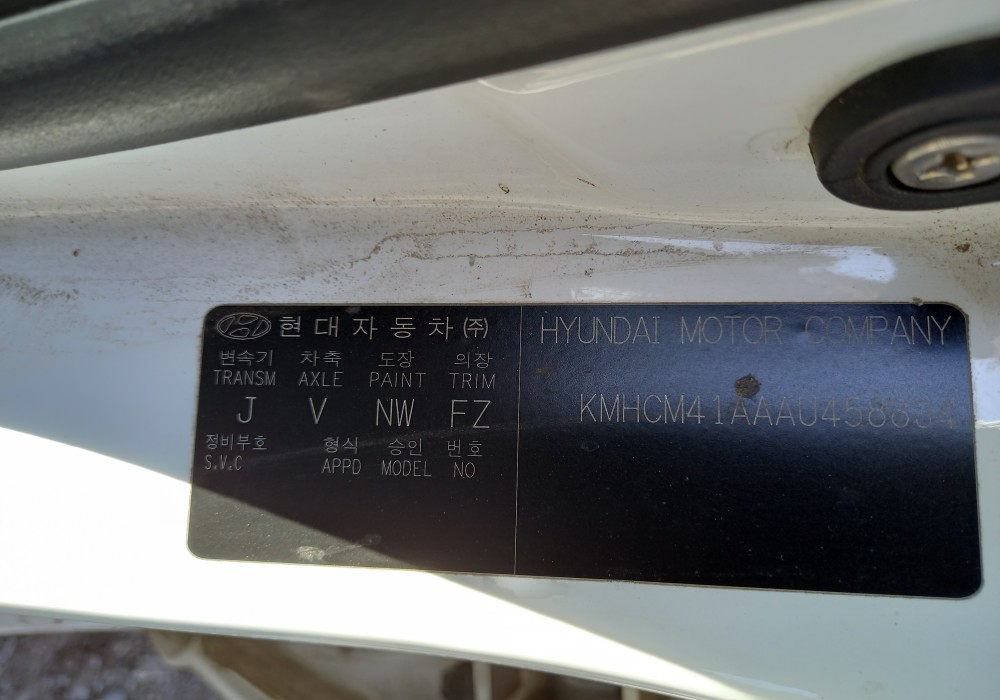 현대자동차(주)
변속기 차축 도장 의장
TRANSM AXLE PAINT TRIM
J V NW FZ
정비부호 형식 승인 번호
S.V.C APPD MODEL NO
HYUNDAI MOTOR COMPANY